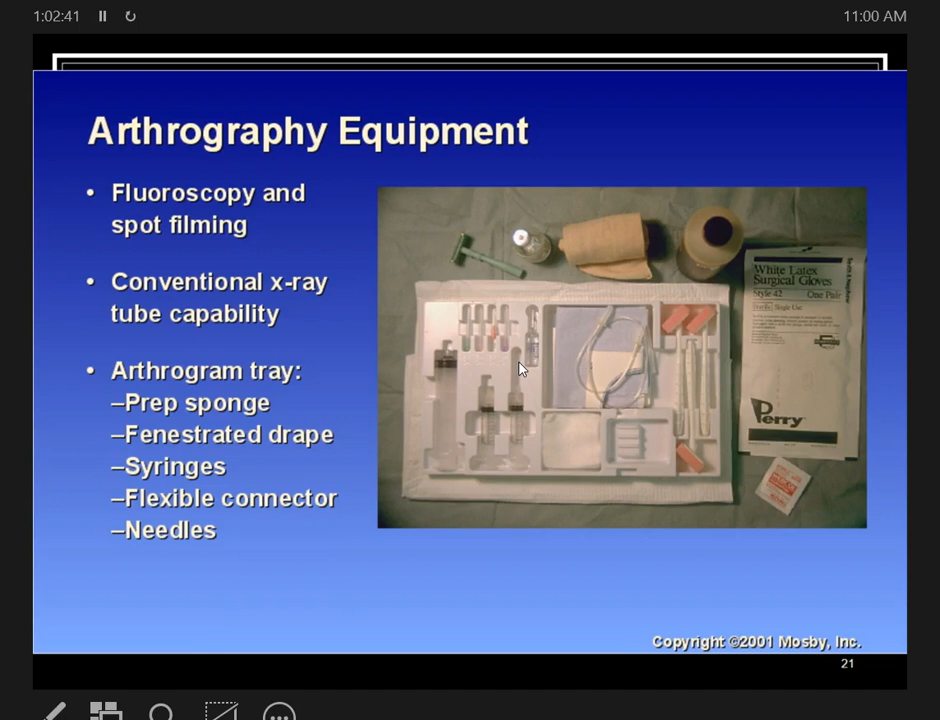 1:02:41
11:00 AM
Arthrography Equipment
• Fluoroscopy and
spot filming
• Conventional x-ray
tube capability
• Arthrogram tray:
–Prep sponge
–Fenestrated drape
–Syringes
–Flexible connector
–Needles
White Latex
Surgical Gloves
Style 42 One Pair
Single Use
Perry
Copyright ©2001 Mosby, Inc.
21